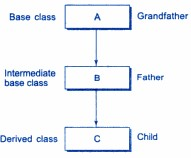 Base class A Grandfather
Intermediate
base class B Father
Derived class C Child